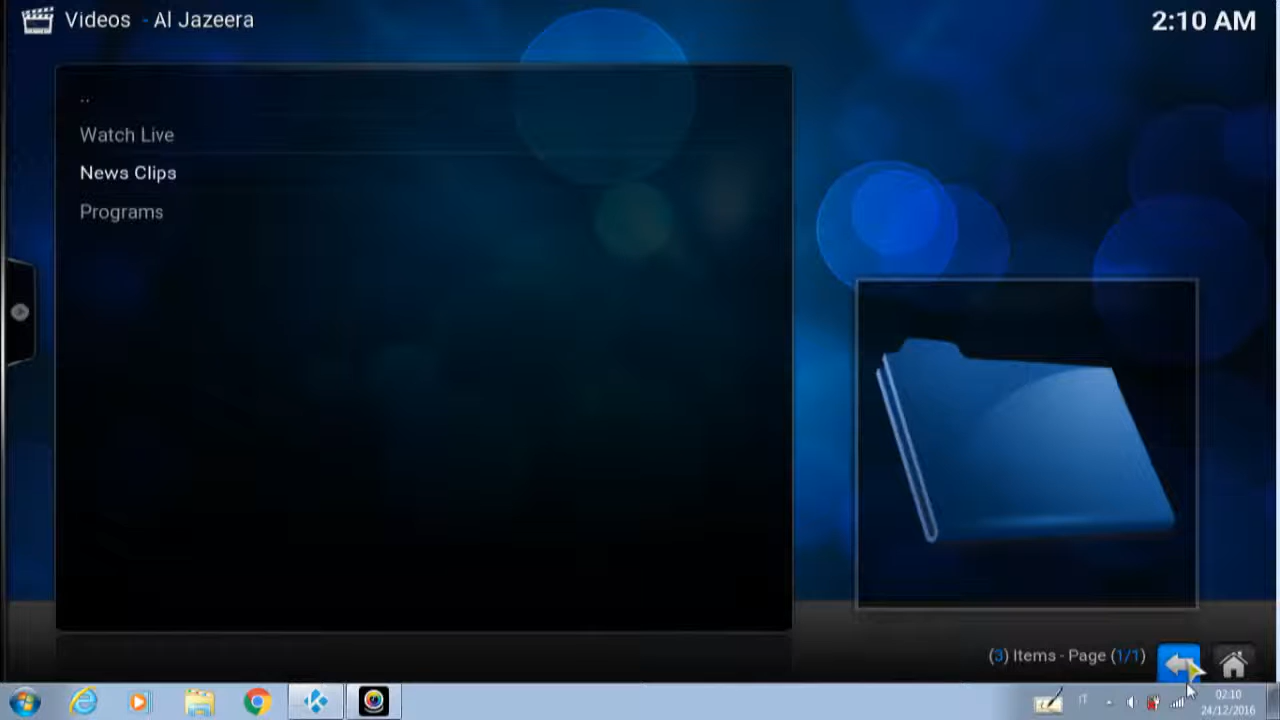 Videos - Al Jazeera
2:10 AM
..
Watch Live
News Clips
Programs
(3) Items - Page (1/1)
IT
02:10
24/12/2016